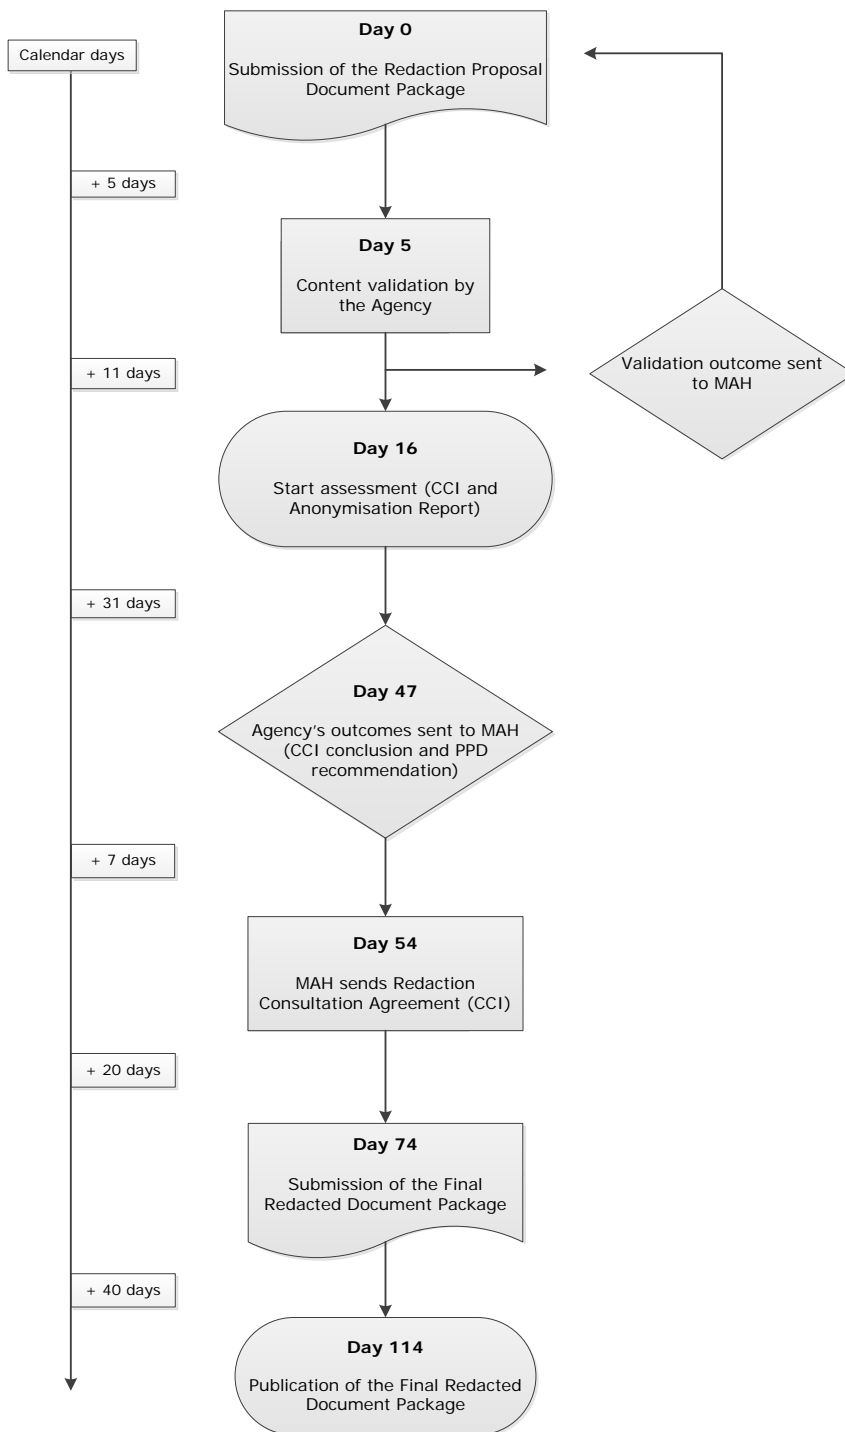 Calendar days
Day 0
Submission of the Redaction Proposal
Document Package
+ 5 days
Day 5
Content validation by
the Agency
+ 11 days
Validation outcome sent
to MAH
Day 16
Start assessment (CCI and
Anonymisation Report)
+ 31 days
Day 47
Agency's outcomes sent to MAH
(CCI conclusion and PPD
recommendation)
+ 7 days
Day 54
MAH sends Redaction
Consultation Agreement (CCI)
+ 20 days
Day 74
Submission of the Final
Redacted Document Package
+ 40 days
Day 114
Publication of the Final Redacted
Document Package